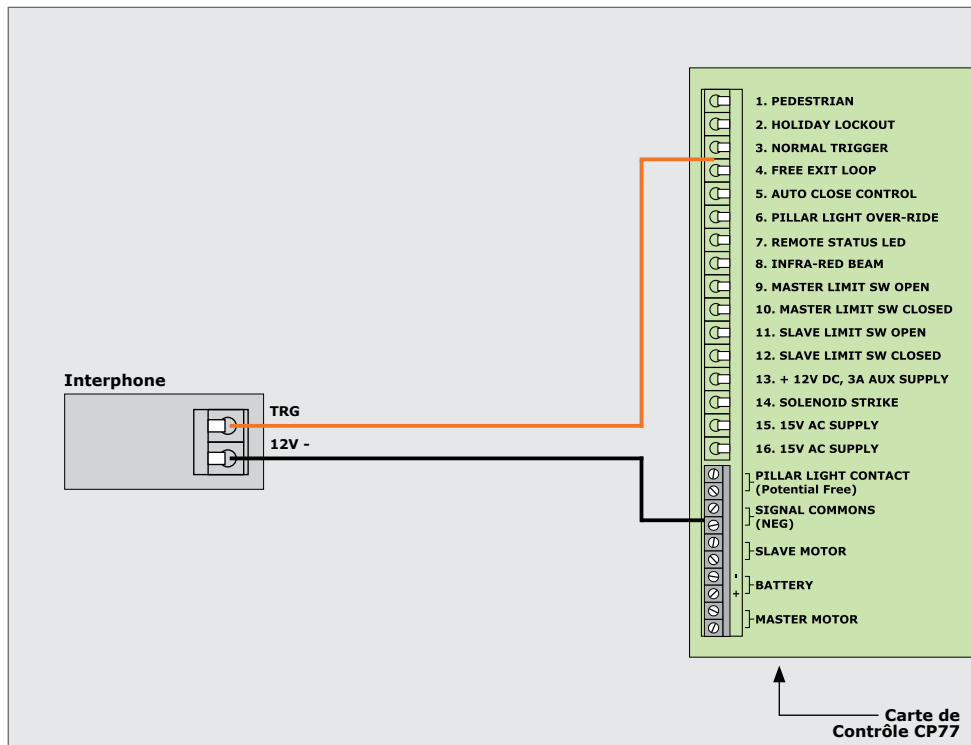 1. PEDESTRIAN
2. HOLIDAY LOCKOUT
3. NORMAL TRIGGER
4. FREE EXIT LOOP
5. AUTO CLOSE CONTROL
6. PILLAR LIGHT OVER-RIDE
7. REMOTE STATUS LED
8. INFRA-RED BEAM
9. MASTER LIMIT SW OPEN
10. MASTER LIMIT SW CLOSED
11. SLAVE LIMIT SW OPEN
12. SLAVE LIMIT SW CLOSED
13. + 12V DC, 3A AUX SUPPLY
14. SOLENOID STRIKE
15. 15V AC SUPPLY
16. 15V AC SUPPLY
PILLAR LIGHT CONTACT
(Potential Free)
SIGNAL COMMONS
(NEG)
SLAVE MOTOR
-
BATTERY
+
MASTER MOTOR
Interphone
TRG
12V -
Carte de
Contrôle CP77